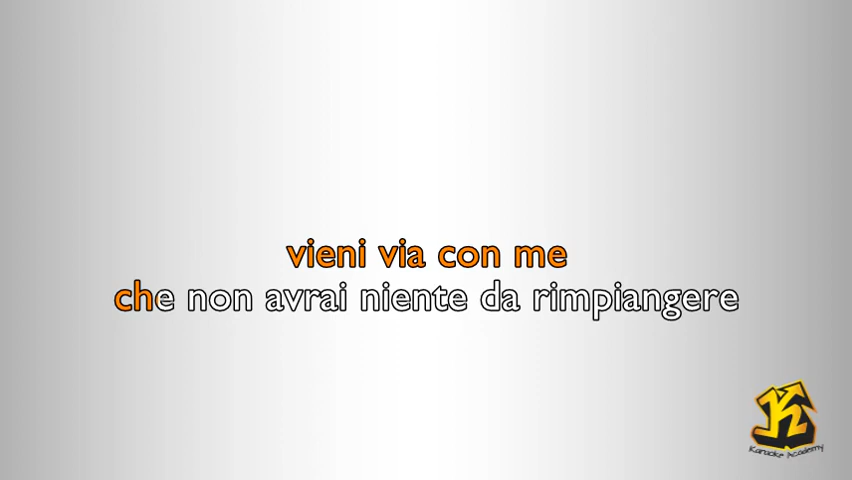 vieni via con me
che non avrai niente da rimpiangere
K
Karaoke Academy